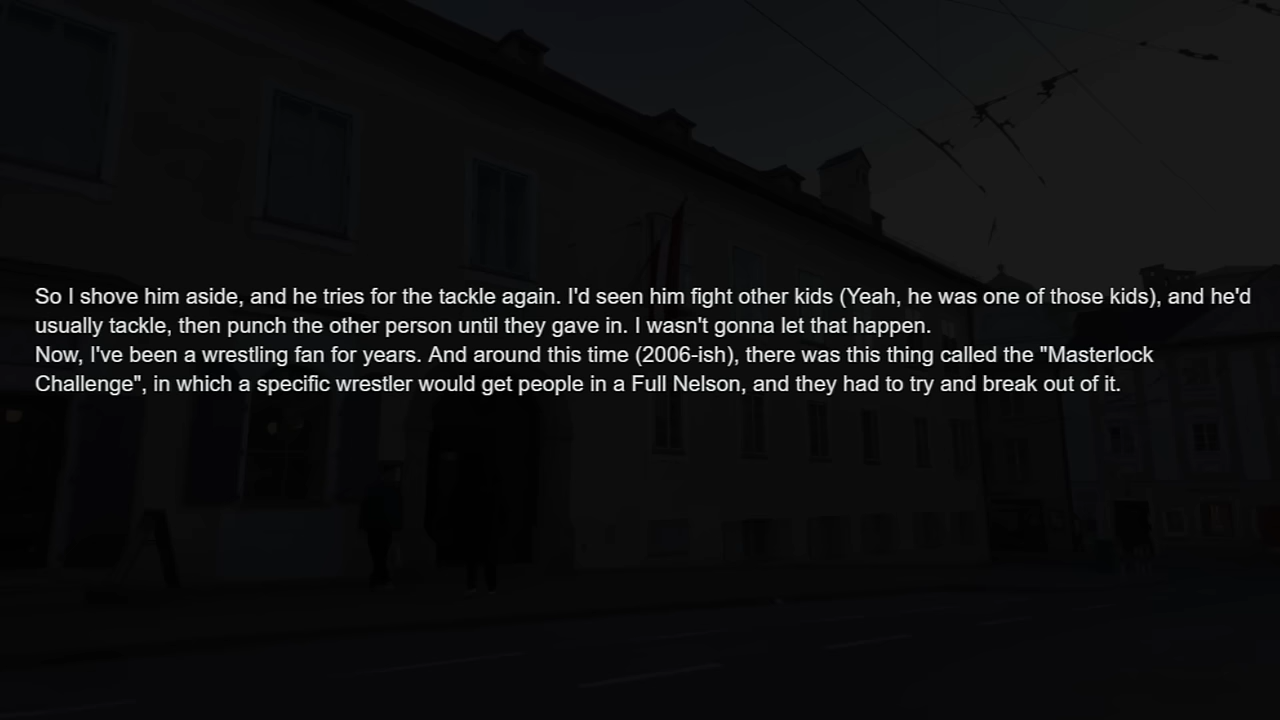 So I shove him aside, and he tries for the tackle again. I'd seen him fight other kids (Yeah, he was one of those kids), and he'd
usually tackle, then punch the other person until they gave in. I wasn't gonna let that happen.
Now, I've been a wrestling fan for years. And around this time (2006-ish), there was this thing called the "Masterlock
Challenge", in which a specific wrestler would get people in a Full Nelson, and they had to try and break out of it.